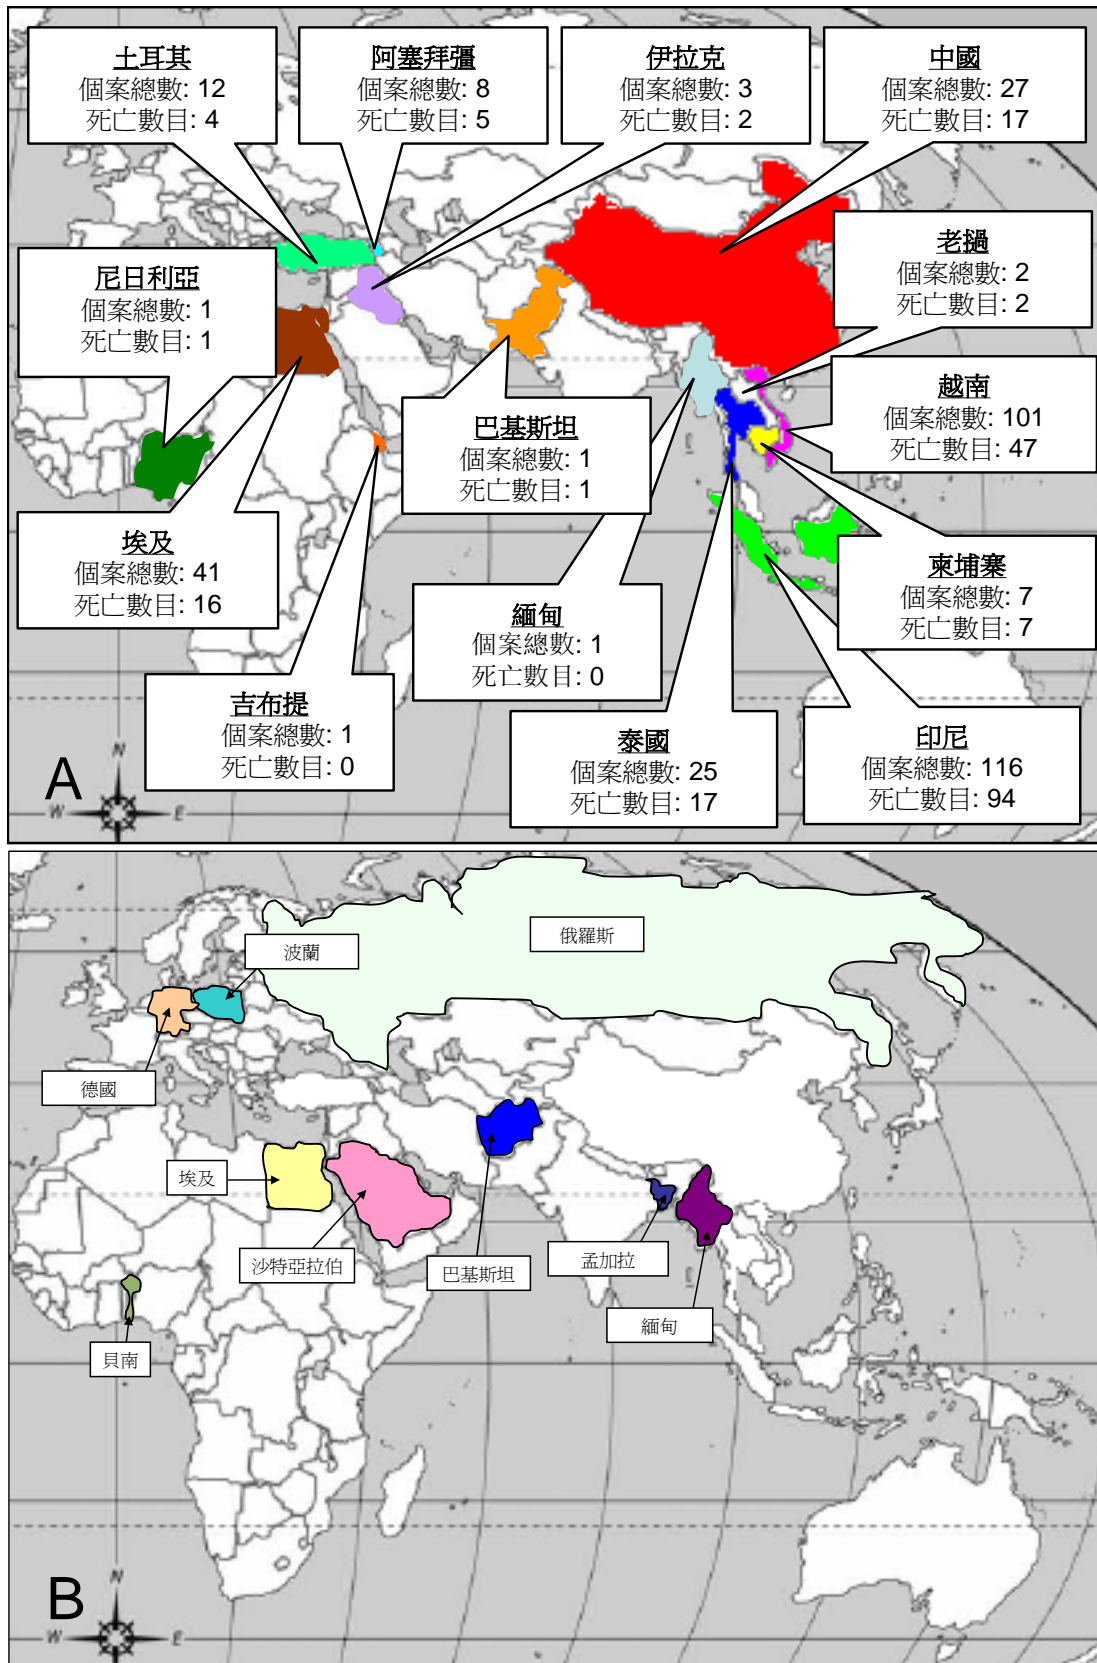 土耳其
個案總數: 12
死亡數目: 4
阿塞拜疆
個案總數: 8
死亡數目: 5
伊拉克
個案總數: 3
死亡數目: 2
中國
個案總數: 27
死亡數目: 17
尼日利亞
個案總數: 1
死亡數目: 1
老撾
個案總數: 2
死亡數目: 2
越南
個案總數: 101
死亡數目: 47
巴基斯坦
個案總數: 1
死亡數目: 1
埃及
個案總數: 41
死亡數目: 16
緬甸
個案總數: 1
死亡數目: 0
柬埔寨
個案總數: 7
死亡數目: 7
吉布提
個案總數: 1
死亡數目: 0
泰國
個案總數: 25
死亡數目: 17
印尼
個案總數: 116
死亡數目: 94
A
N
W
E
俄羅斯
波蘭
德國
埃及
沙特亞拉伯
巴基斯坦
孟加拉
緬甸
貝南
B
N
W
E